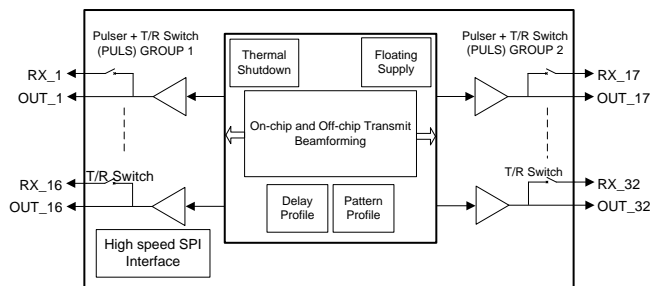 Pulser + T/R Switch
(PULS) GROUP 1
RX_1
OUT_1
RX_16
T/R Switch
OUT_16
High speed SPI
Interface
Thermal
Shutdown
Floating
Supply
On-chip and Off-chip Transmit
Beamforming
Delay
Profile
Pattern
Profile
Pulser + T/R Switch
(PULS) GROUP 2
RX_17
OUT_17
T/R Switch
RX_32
OUT_32